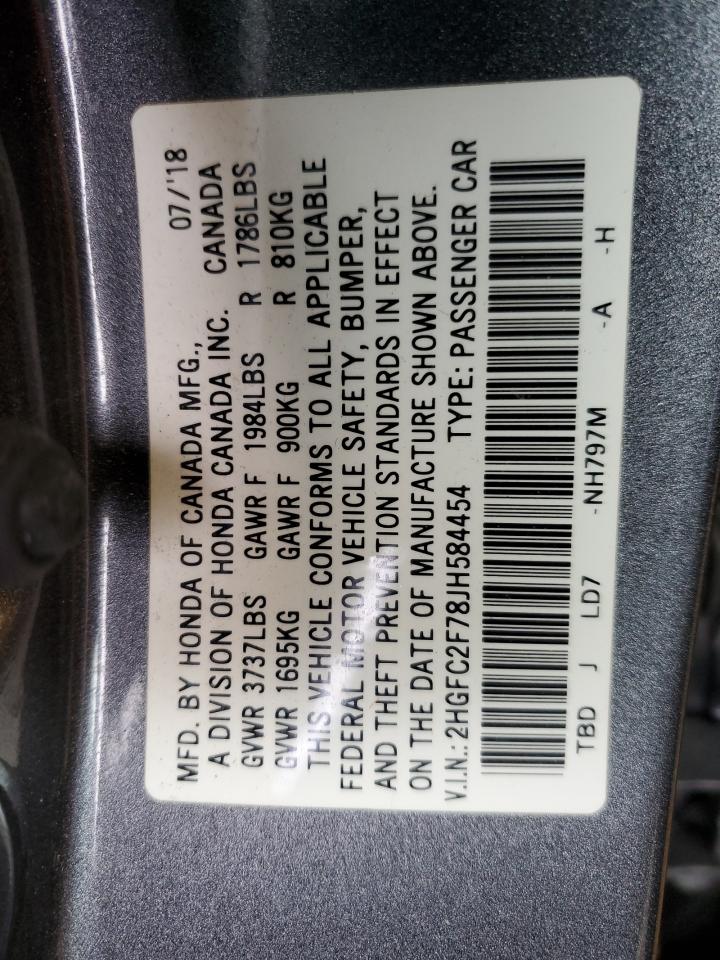 MFD. BY HONDA OF CANADA MFG., 07/'18
A DIVISION OF HONDA CANADA INC. CANADA
GVWR 3737LBS GAWR F 1984LBS R 1786LBS
GVWR 1695KG GAWR F 900KG R 810KG
THIS VEHICLE CONFORMS TO ALL APPLICABLE
FEDERAL MOTOR VEHICLE SAFETY, BUMPER,
AND THEFT PREVENTION STANDARDS IN EFFECT
ON THE DATE OF MANUFACTURE SHOWN ABOVE.
V.I.N.: 2HGFC2F78JH584454 TYPE: PASSENGER CAR
TBD J LD7 -NH797M -A -H